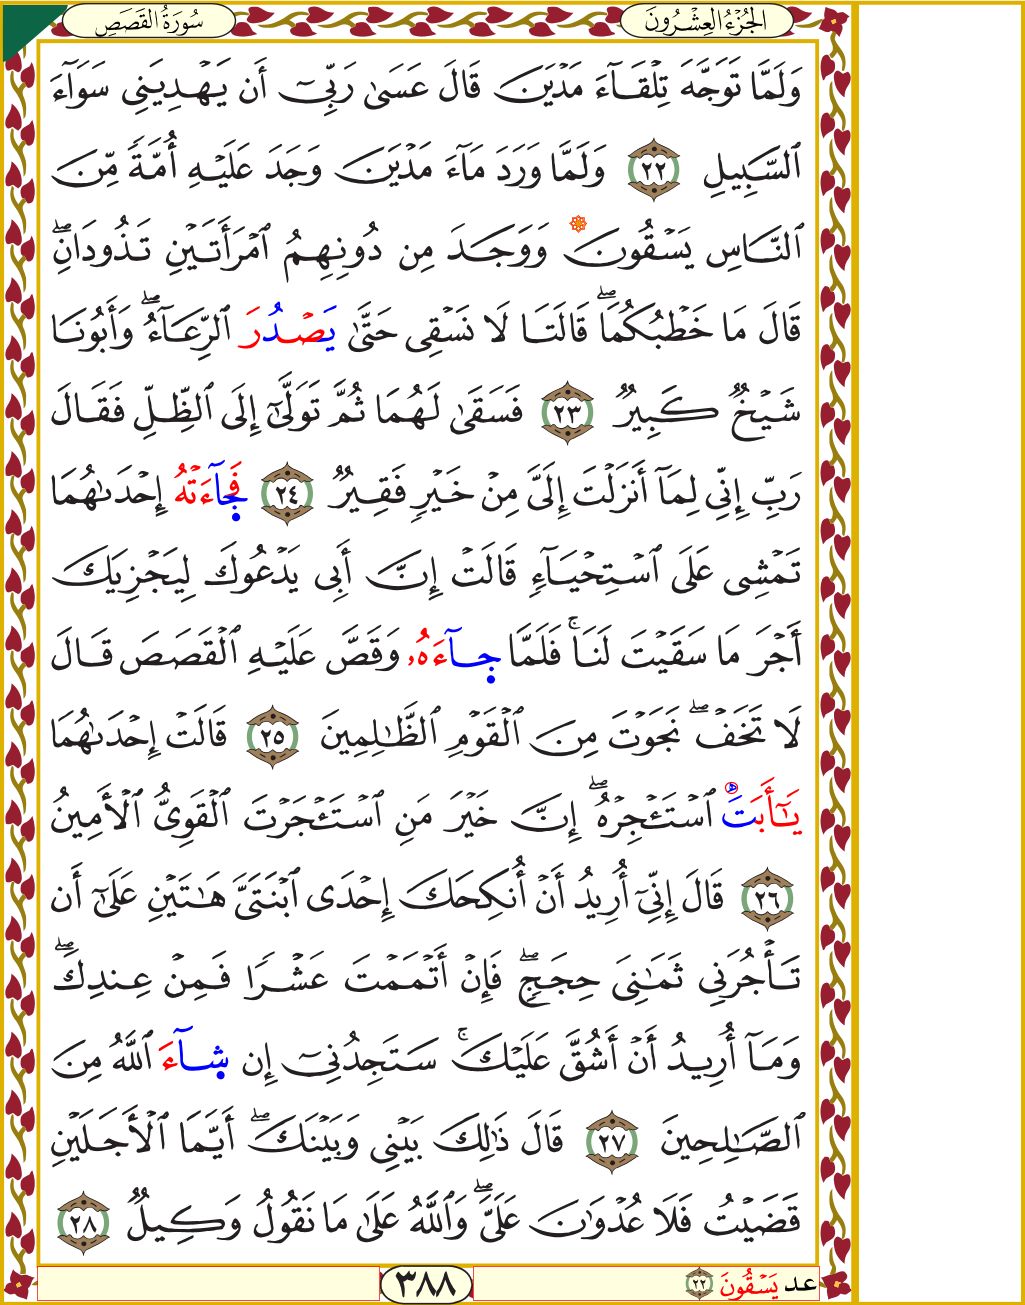 الجُزْءُ العِشْرُونَ
سُورَةُ القَصَصِ
وَلَمَّا تَوَجَّهَ تِلْقَآءَ مَدْيَنَ قَالَ عَسَىٰ رَبِّيٓ أَن يَهْدِيَنِي سَوَآءَ
ٱلسَّبِيلِ ٢٢ وَلَمَّا وَرَدَ مَآءَ مَدْيَنَ وَجَدَ عَلَيْهِ أُمَّةً مِّنَ
ٱلنَّاسِ يَسْقُونَ ۞ وَوَجَدَ مِن دُونِهِمُ ٱمْرَأَتَيْنِ تَذُودَانِۖ
قَالَ مَا خَطْبُكُمَاۖ قَالَتَا لَا نَسْقِي حَتَّىٰ يَصْدُرَ ٱلرِّعَآءُۖ وَأَبُونَا
شَيْخٌ كَبِيرٌ ٢٣ فَسَقَىٰ لَهُمَا ثُمَّ تَوَلَّىٰٓ إِلَى ٱلظِّلِّ فَقَالَ
رَبِّ إِنِّي لِمَآ أَنزَلْتَ إِلَيَّ مِنْ خَيْرٍ فَقِيرٌ ٢٤ فَجَآءَتْهُ إِحْدَىٰهُمَا
تَمْشِي عَلَى ٱسْتِحْيَآءٍ قَالَتْ إِنَّ أَبِي يَدْعُوكَ لِيَجْزِيَكَ
أَجْرَ مَا سَقَيْتَ لَنَاۚ فَلَمَّا جَآءَهُۥ وَقَصَّ عَلَيْهِ ٱلْقَصَصَ قَالَ
لَا تَخَفْۖ نَجَوْتَ مِنَ ٱلْقَوْمِ ٱلظَّٰلِمِينَ ٢٥ قَالَتْ إِحْدَىٰهُمَا
يَٰٓأَبَتِ ٱسْتَـْٔجِرْهُۖ إِنَّ خَيْرَ مَنِ ٱسْتَـْٔجَرْتَ ٱلْقَوِيُّ ٱلْأَمِينُ
٢٦ قَالَ إِنِّيٓ أُرِيدُ أَنْ أُنكِحَكَ إِحْدَى ٱبْنَتَيَّ هَٰتَيْنِ عَلَىٰٓ أَن
تَأْجُرَنِي ثَمَٰنِيَ حِجَجٍۖ فَإِنْ أَتْمَمْتَ عَشْرًا فَمِنْ عِندِكَۖ
وَمَآ أُرِيدُ أَنْ أَشُقَّ عَلَيْكَۚ سَتَجِدُنِيٓ إِن شَآءَ ٱللَّهُ مِنَ
ٱلصَّٰلِحِينَ ٢٧ قَالَ ذَٰلِكَ بَيْنِي وَبَيْنَكَۖ أَيَّمَا ٱلْأَجَلَيْنِ
قَضَيْتُ فَلَا عُدْوَٰنَ عَلَيَّۖ وَٱللَّهُ عَلَىٰ مَا نَقُولُ وَكِيلٌ ٢٨
عد يَسْقُونَ ٢٢
٣٨٨